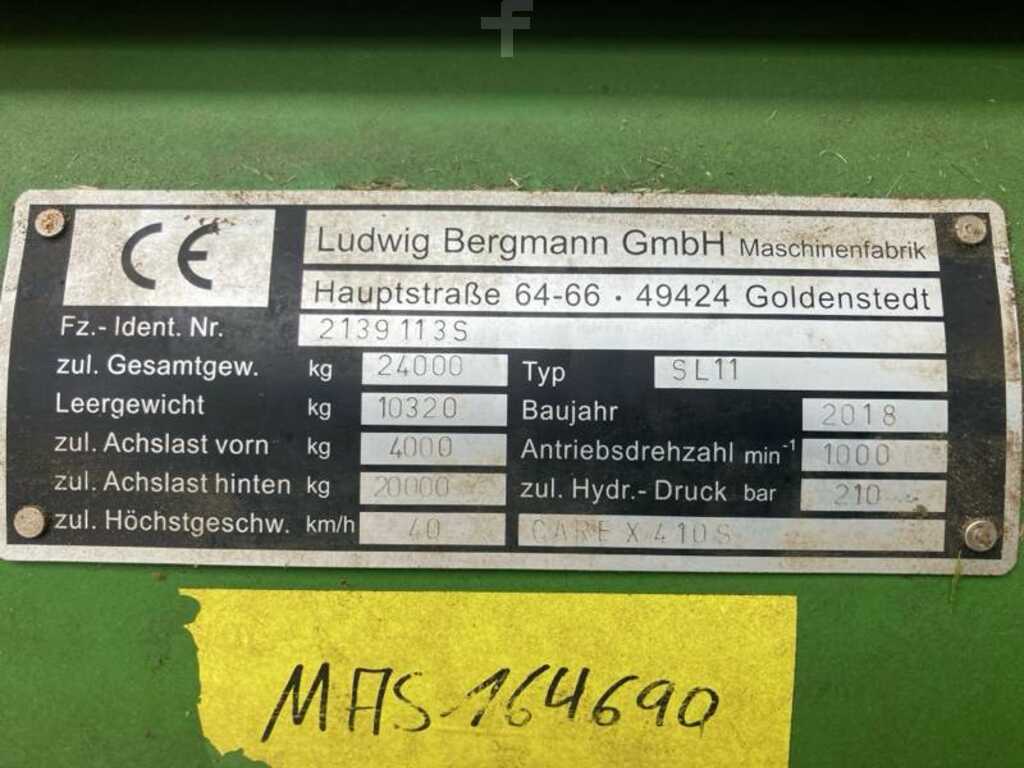 f
CE
Ludwig Bergmann GmbH Maschinenfabrik
Hauptstraße 64-66 · 49424 Goldenstedt
Fz.- Ident. Nr. 2139113S
zul. Gesamtgew. kg 24000 Typ SL11
Leergewicht kg 10320 Baujahr 2018
zul. Achslast vorn kg 4000 Antriebsdrehzahl min-1 1000
zul. Achslast hinten kg 20000 zul. Hydr.- Druck bar 210
zul. Höchstgeschw. km/h 40 CARE X 410S
MAS 164690